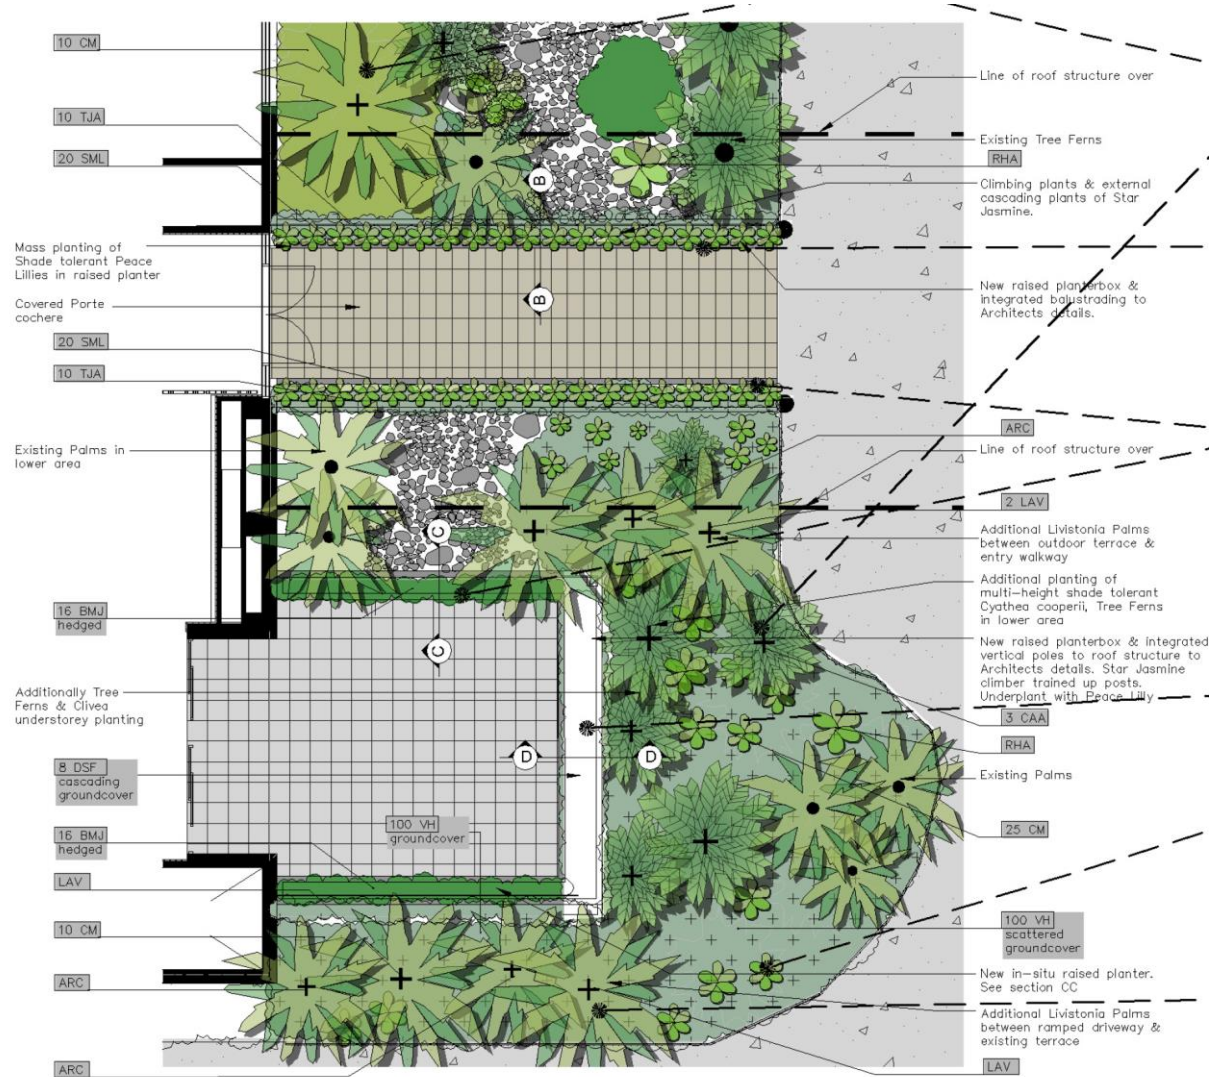 10 CM
10 TJA
20 SML
Mass planting of
Shade tolerant Peace
Lillies in raised planter
Covered Porte
cochere
20 SML
10 TJA
Existing Palms in
lower area
16 BMJ
hedged
Additionally Tree
Ferns & Clivea
understorey planting
8 DSF
cascading
groundcover
16 BMJ
hedged
LAV
10 CM
ARC
ARC
B
B
C
C
D
D
100 VH
groundcover
Line of roof structure over
Existing Tree Ferns
RHA
Climbing plants & external
cascading plants of Star
Jasmine.
New raised planterbox &
integrated balustrading to
Architects details.
ARC
Line of roof structure over
2 LAV
Additional Livistonia Palms
between outdoor terrace &
entry walkway
Additional planting of
multi-height shade tolerant
Cyathea cooperii, Tree Ferns
in lower area
New raised planterbox & integrated
vertical poles to roof structure to
Architects details. Star Jasmine
climber trained up posts.
Underplant with Peace Lilly
3 CAA
RHA
Existing Palms
25 CM
100 VH
scattered
groundcover
New in-situ raised planter.
See section CC
Additional Livistonia Palms
between ramped driveway &
existing terrace
LAV